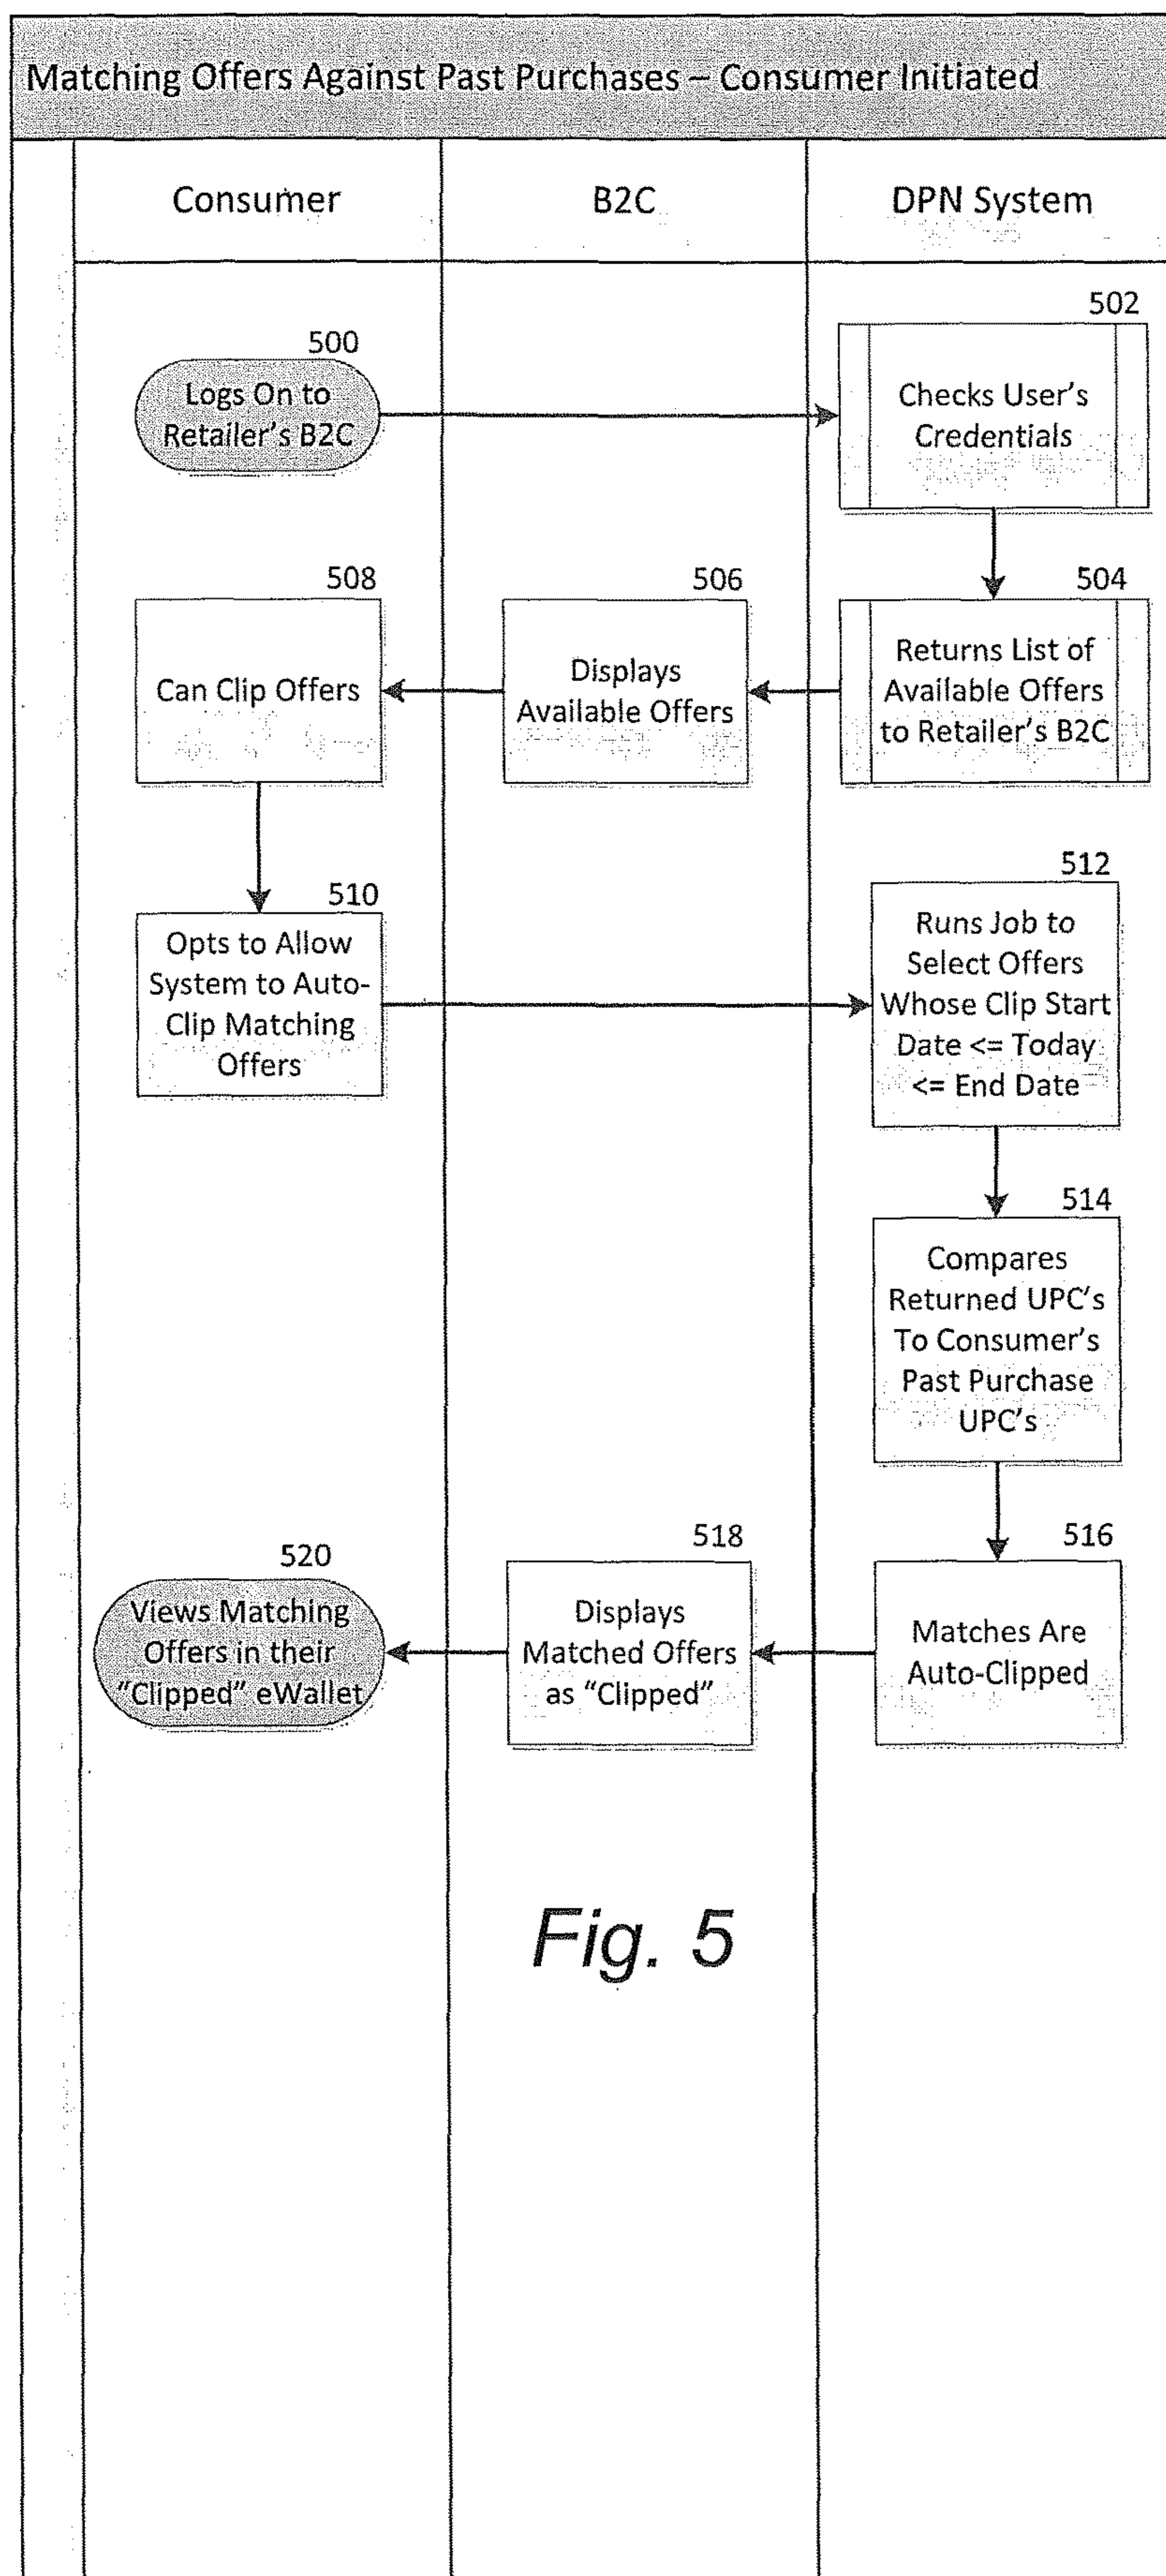 Matching Offers Against Past Purchases – Consumer Initiated
Consumer
B2C
DPN System
500
Logs On to
Retailer's B2C
502
Checks User's
Credentials
504
Returns List of
Available Offers
to Retailer's B2C
506
Displays
Available Offers
508
Can Clip Offers
510
Opts to Allow
System to Auto-
Clip Matching
Offers
512
Runs Job to
Select Offers
Whose Clip Start
Date <= Today
<= End Date
514
Compares
Returned UPC's
To Consumer's
Past Purchase
UPC's
516
Matches Are
Auto-Clipped
518
Displays
Matched Offers
as "Clipped"
520
Views Matching
Offers in their
"Clipped" eWallet
Fig. 5